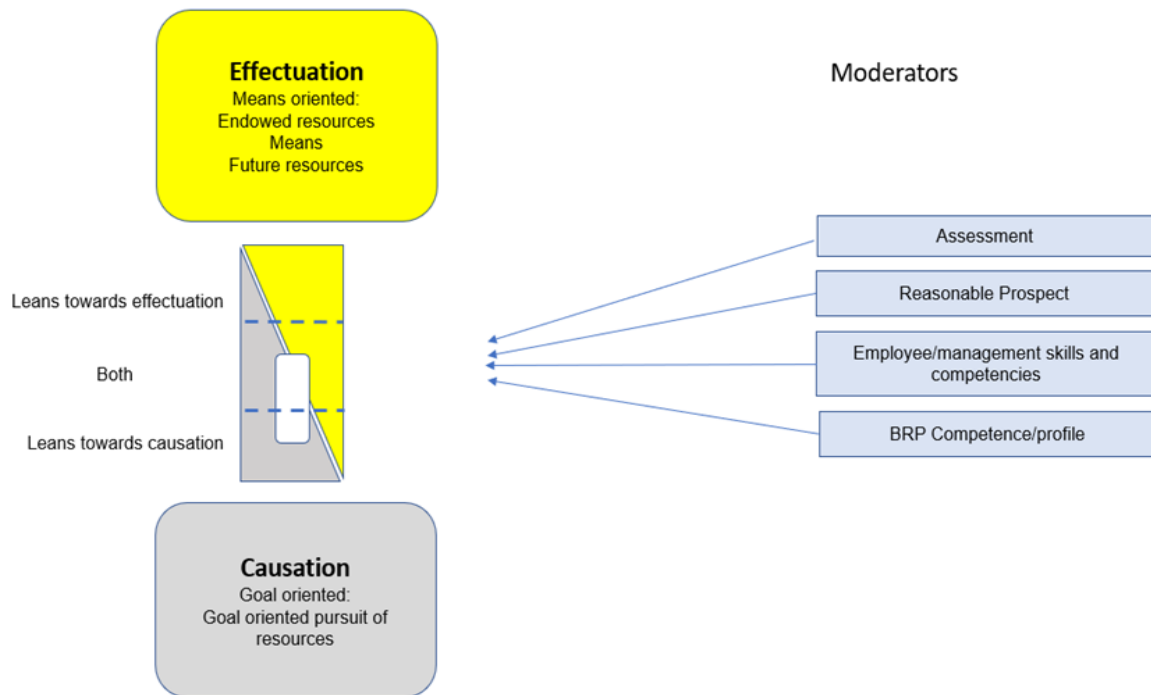 Effectuation
Means oriented:
Endowed resources
Means
Future resources
Moderators
Leans towards effectuation
Both
Leans towards causation
Assessment
Reasonable Prospect
Employee/management skills and
competencies
BRP Competence/profile
Causation
Goal oriented:
Goal oriented pursuit of
resources